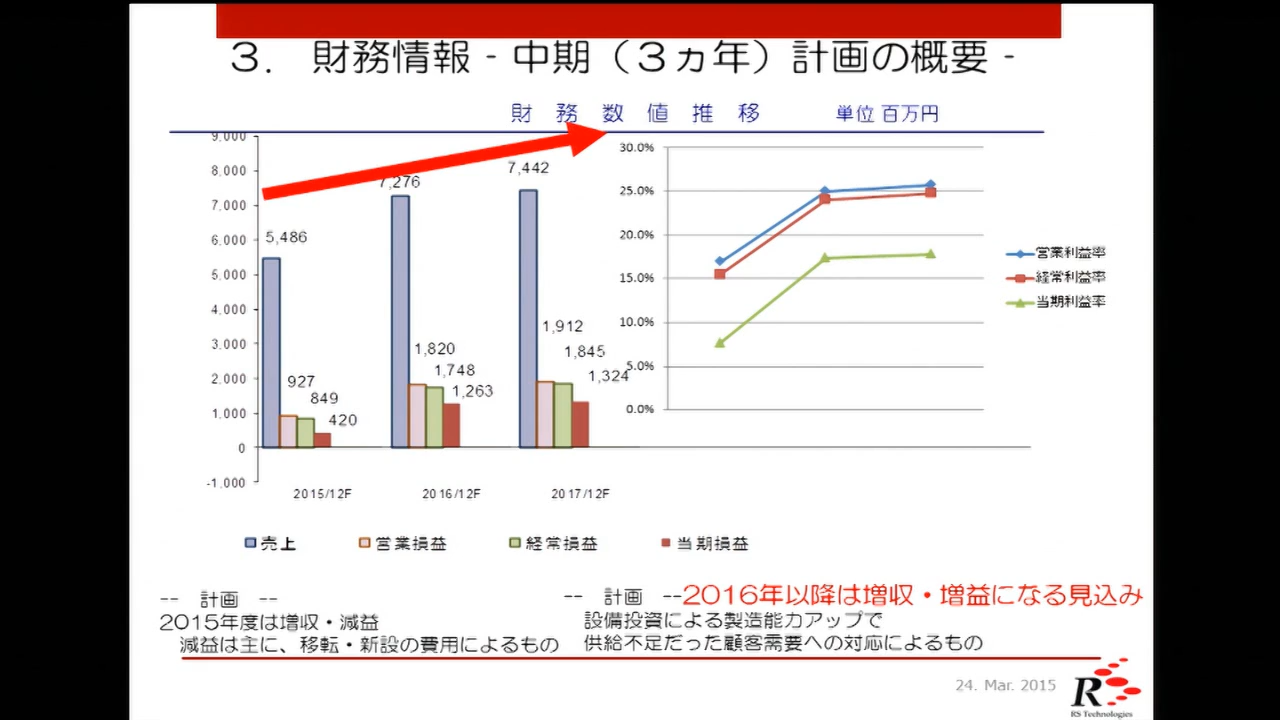 ３． 財務情報 - 中期（３ヵ年）計画の概要 -
財 務 数 値 推 移 単位 百万円
9,000
8,000
7,000
6,000
5,000
4,000
3,000
2,000
1,000
0
-1,000
5,486
927
849
420
7,276
1,820
1,748
1,263
7,442
1,912
1,845
1,324
2015/12F 2016/12F 2017/12F
売上 営業損益 経常損益 当期損益
30.0%
25.0%
20.0%
15.0%
10.0%
5.0%
0.0%
営業利益率
経常利益率
当期利益率
-- 計画 --
2015年度は増収・減益
減益は主に、移転・新設の費用によるもの
-- 計画 --2016年以降は増収・増益になる見込み
設備投資による製造能力アップで
供給不足だった顧客需要への対応によるもの
24. Mar. 2015
R
RS Technologies